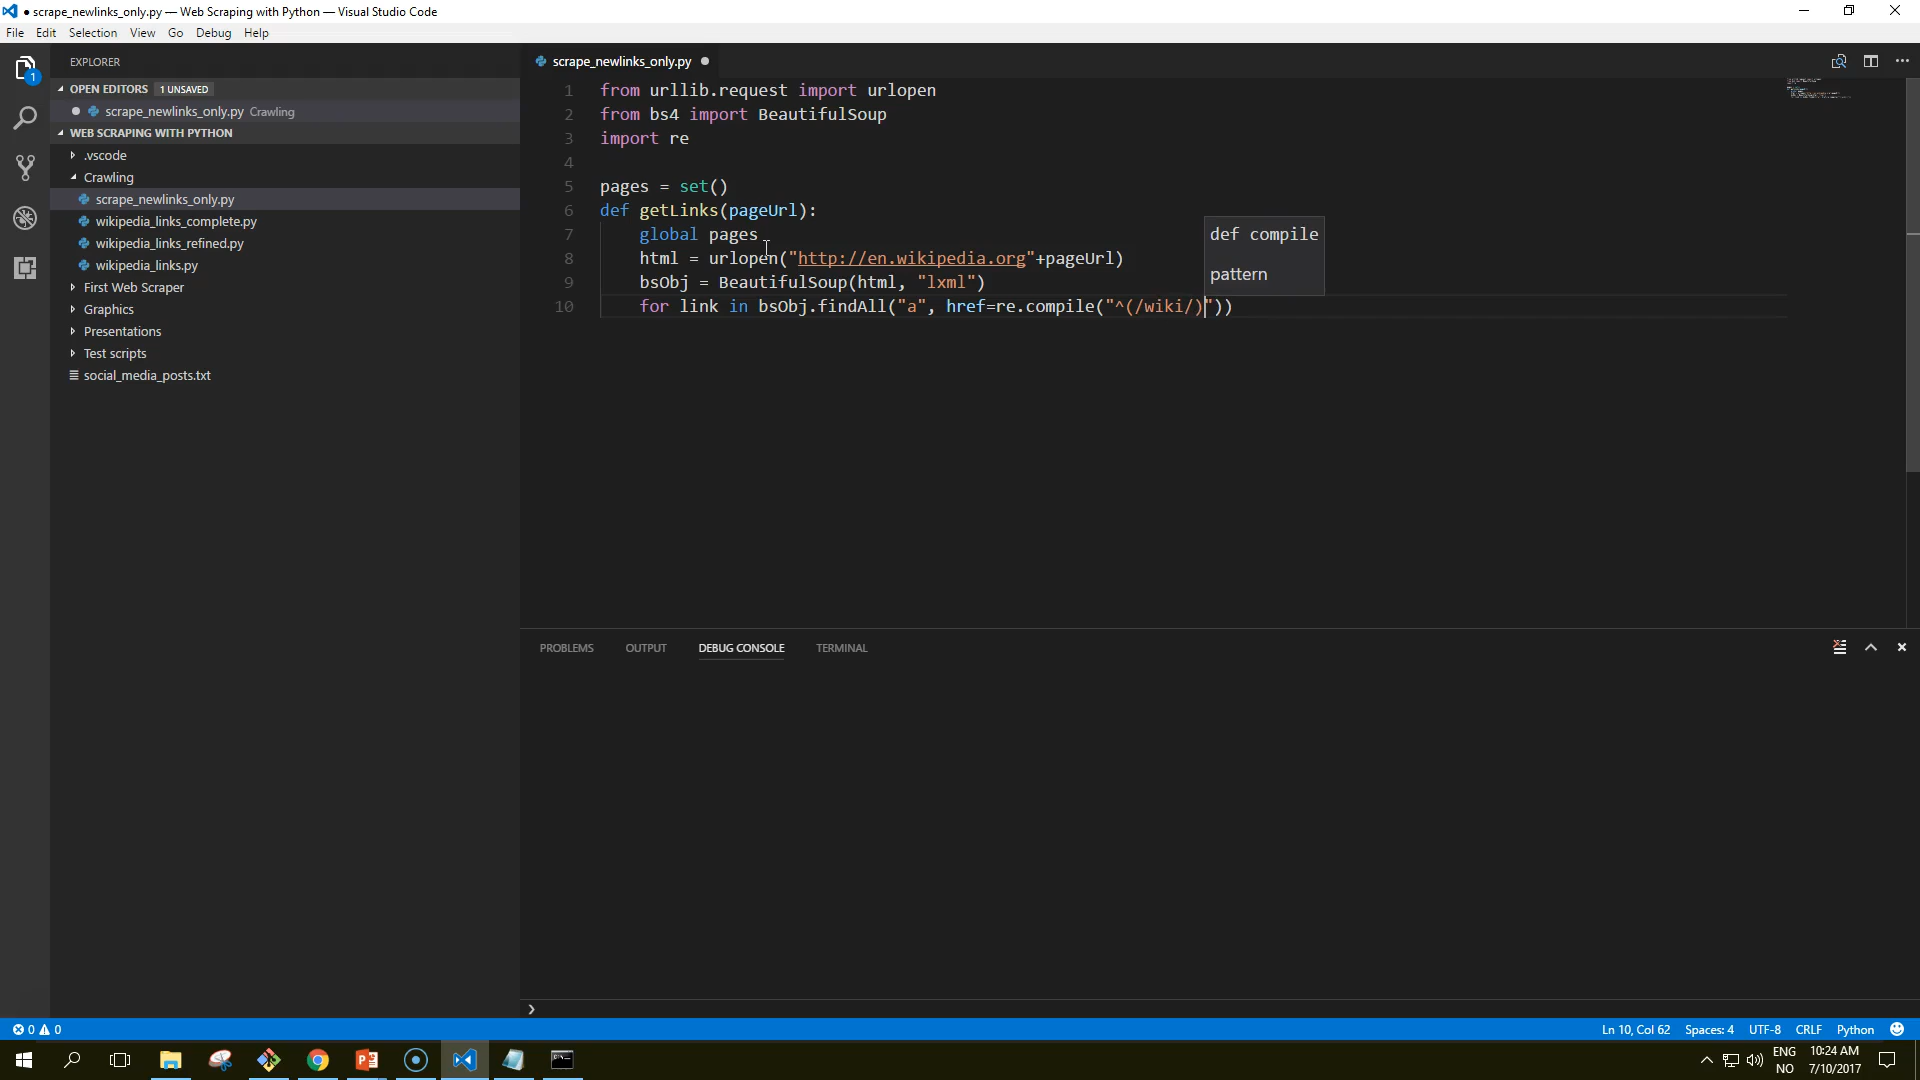 ● scrape_newlinks_only.py — Web Scraping with Python — Visual Studio Code
File Edit Selection View Go Debug Help
EXPLORER
OPEN EDITORS 1 UNSAVED
scrape_newlinks_only.py Crawling
WEB SCRAPING WITH PYTHON
.vscode
Crawling
scrape_newlinks_only.py
wikipedia_links_complete.py
wikipedia_links_refined.py
wikipedia_links.py
First Web Scraper
Graphics
Presentations
Test scripts
social_media_posts.txt
1
scrape_newlinks_only.py
1 from urllib.request import urlopen
2 from bs4 import BeautifulSoup
3 import re
4
5 pages = set()
6 def getLinks(pageUrl):
7 global pages
8 html = urlopen("http://en.wikipedia.org"+pageUrl)
9 bsObj = BeautifulSoup(html, "lxml")
10 for link in bsObj.findAll("a", href=re.compile("^(/wiki/)"))
def compile
pattern
PROBLEMS OUTPUT DEBUG CONSOLE TERMINAL
0 0
Ln 10, Col 62 Spaces: 4 UTF-8 CRLF Python
ENG
NO
10:24 AM
7/10/2017